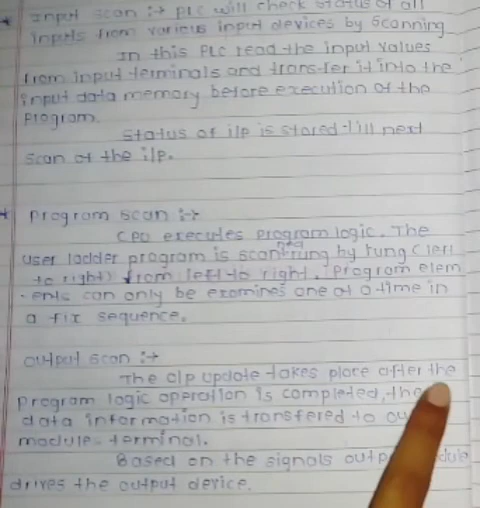 * Input scan :→ PLC will check status of all
inputs from various input devices by Scanning
In this PLC read the input values
from input terminals and transfer it into the
input data memory before execution of the
Program.
Status of i/p is stored till next
scan of the i/p.
* Program scan :→
CPU executes program logic. The
user ladder program is scanned rung by rung (left
to right) from left to right. Program elem
-ents can only be examines one at a time in
a fix sequence.
Output scan :→
The o/p update takes place after the
program logic operation is completed, the
data information is transfered to
module terminal.
Based on the signals
drives the output device.